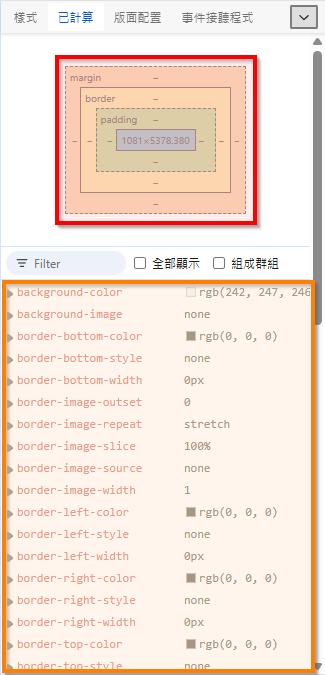 樣式 已計算 版面配置 事件接聽程式
margin –
border –
padding –
– – – 1081×5378.380 – – –
–
–
–
Filter 全部顯示 組成群組
background-color rgb(242, 247, 246
background-image none
border-bottom-color rgb(0, 0, 0)
border-bottom-style none
border-bottom-width 0px
border-image-outset 0
border-image-repeat stretch
border-image-slice 100%
border-image-source none
border-image-width 1
border-left-color rgb(0, 0, 0)
border-left-style none
border-left-width 0px
border-right-color rgb(0, 0, 0)
border-right-style none
border-right-width 0px
border-top-color rgb(0, 0, 0)
border-top-style none